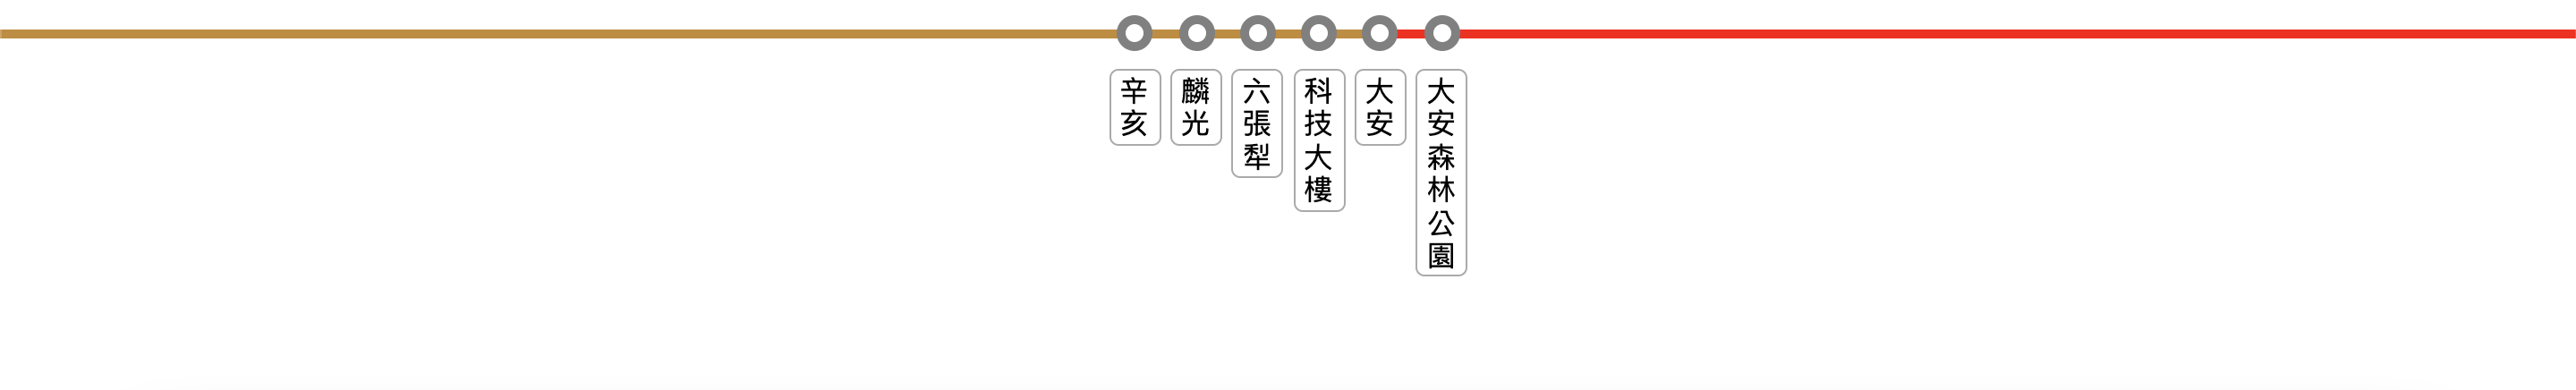 辛亥
麟光
六張犁
科技大樓
大安
大安森林公園